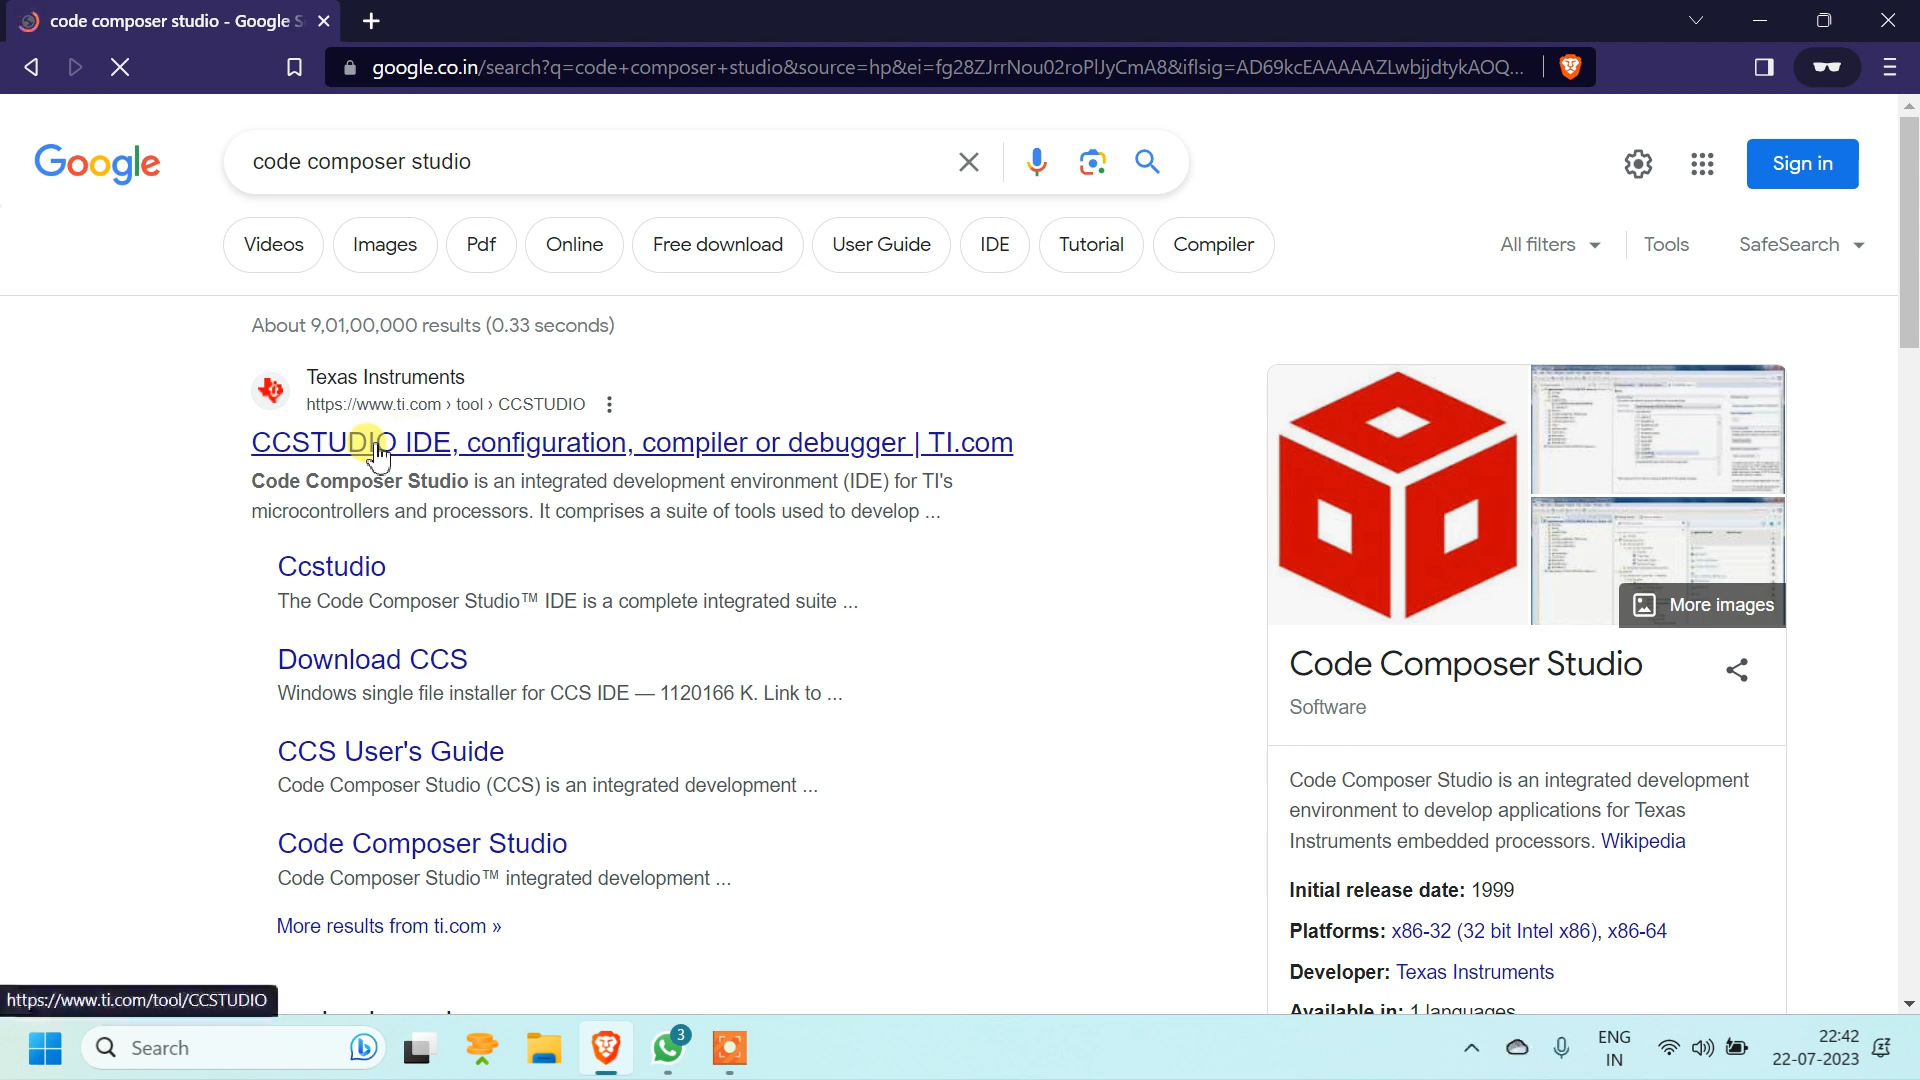 code composer studio - Google S
google.co.in/search?q=code+composer+studio&source=hp&ei=fg28ZJrrNou02roPlJyCmA8&iflsig=AD69kcEAAAAAZLwbjjdtykAOQ...
Google
code composer studio
Sign in
Videos
Images
Pdf
Online
Free download
User Guide
IDE
Tutorial
Compiler
All filters
Tools
SafeSearch
About 9,01,00,000 results (0.33 seconds)
Texas Instruments
https://www.ti.com › tool › CCSTUDIO
CCSTUDIO IDE, configuration, compiler or debugger | TI.com
Code Composer Studio is an integrated development environment (IDE) for TI's
microcontrollers and processors. It comprises a suite of tools used to develop ...
Ccstudio
The Code Composer Studio™ IDE is a complete integrated suite ...
Download CCS
Windows single file installer for CCS IDE — 1120166 K. Link to ...
CCS User's Guide
Code Composer Studio (CCS) is an integrated development ...
Code Composer Studio
Code Composer Studio™ integrated development ...
More results from ti.com »
More images
Code Composer Studio
Software
Code Composer Studio is an integrated development
environment to develop applications for Texas
Instruments embedded processors. Wikipedia
Initial release date: 1999
Platforms: x86-32 (32 bit Intel x86), x86-64
Developer: Texas Instruments
Available in: 1 languages
https://www.ti.com/tool/CCSTUDIO
Search
3
ENG
IN
22:42
22-07-2023